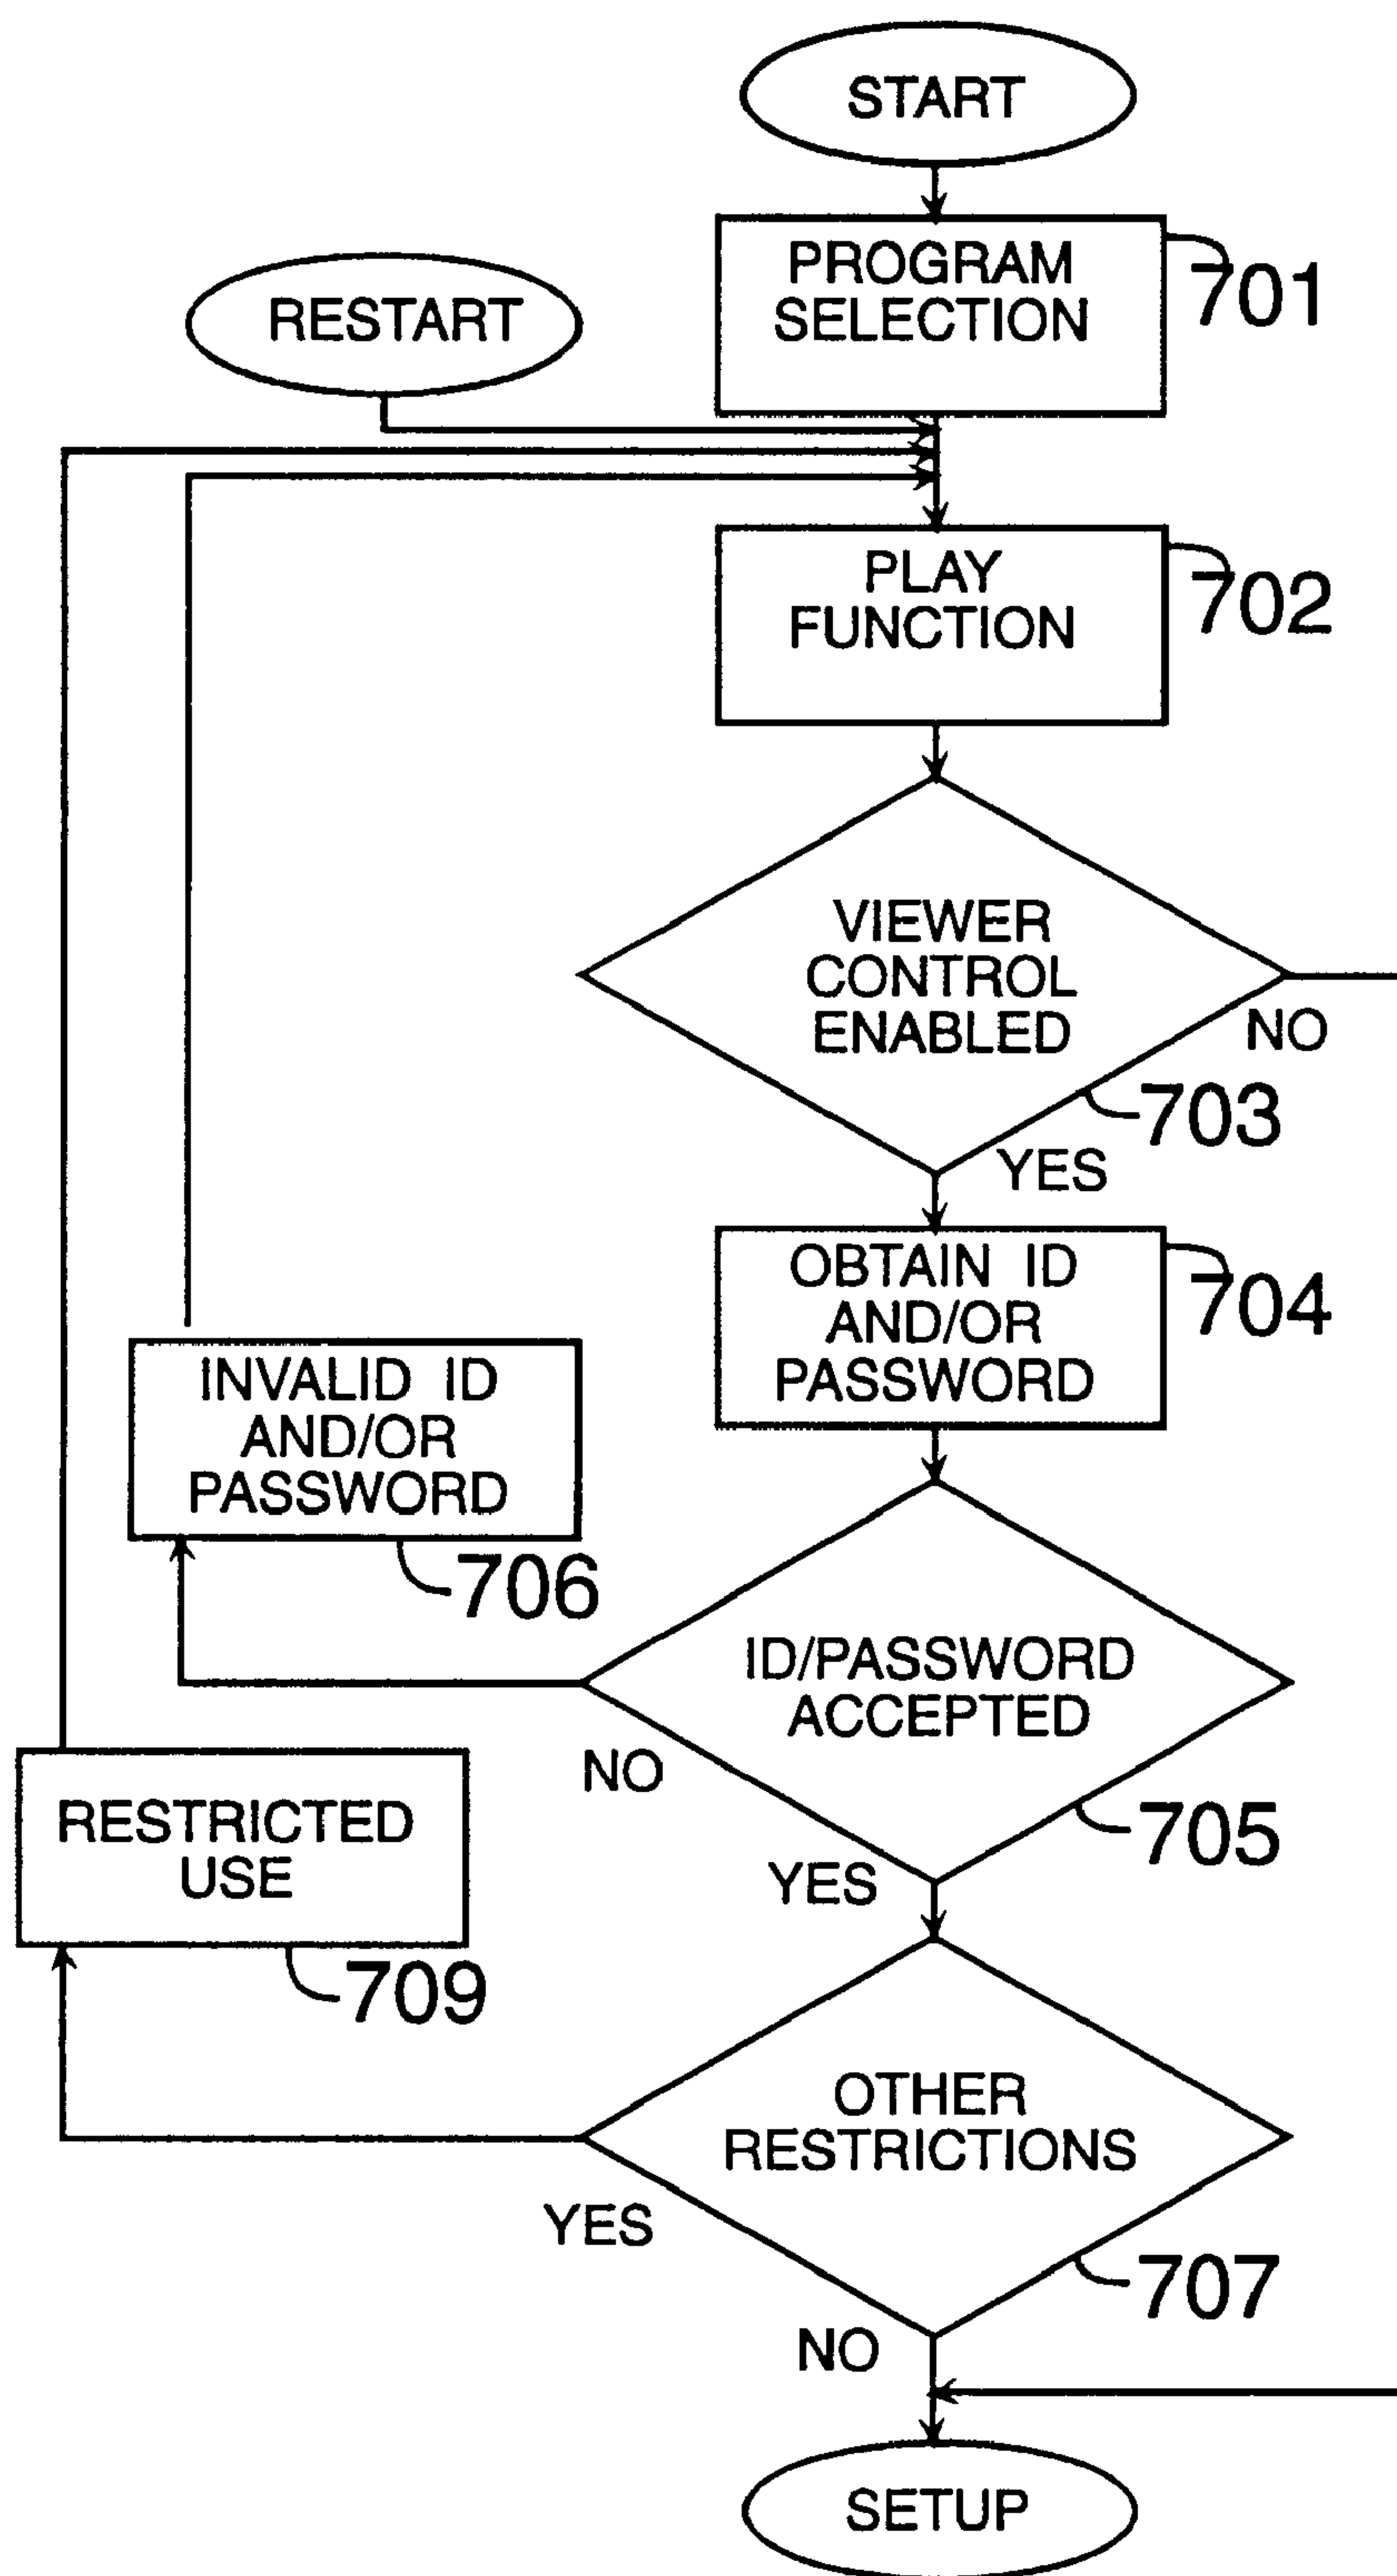 START
PROGRAM
SELECTION
701
RESTART
PLAY
FUNCTION
702
VIEWER
CONTROL
ENABLED
NO
703
YES
OBTAIN ID
AND/OR
PASSWORD
704
INVALID ID
AND/OR
PASSWORD
706
ID/PASSWORD
ACCEPTED
NO
705
YES
RESTRICTED
USE
709
OTHER
RESTRICTIONS
YES
707
NO
SETUP